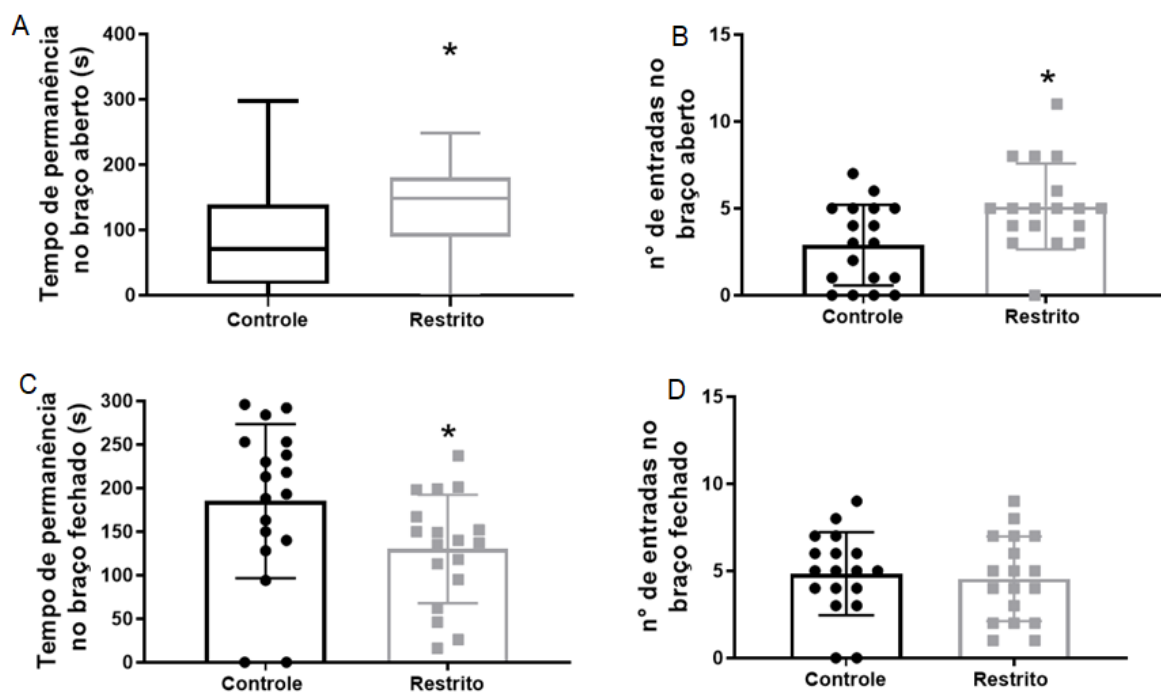 A
Tempo de permanência
no braço aberto (s)
400
300
200
100
0
*
Controle
Restrito
B
n° de entradas no
braço aberto
15
10
5
0
*
Controle
Restrito
C
Tempo de permanência
no braço fechado (s)
300
250
200
150
100
50
0
*
Controle
Restrito
D
n° de entradas no
braço fechado
15
10
5
0
Controle
Restrito